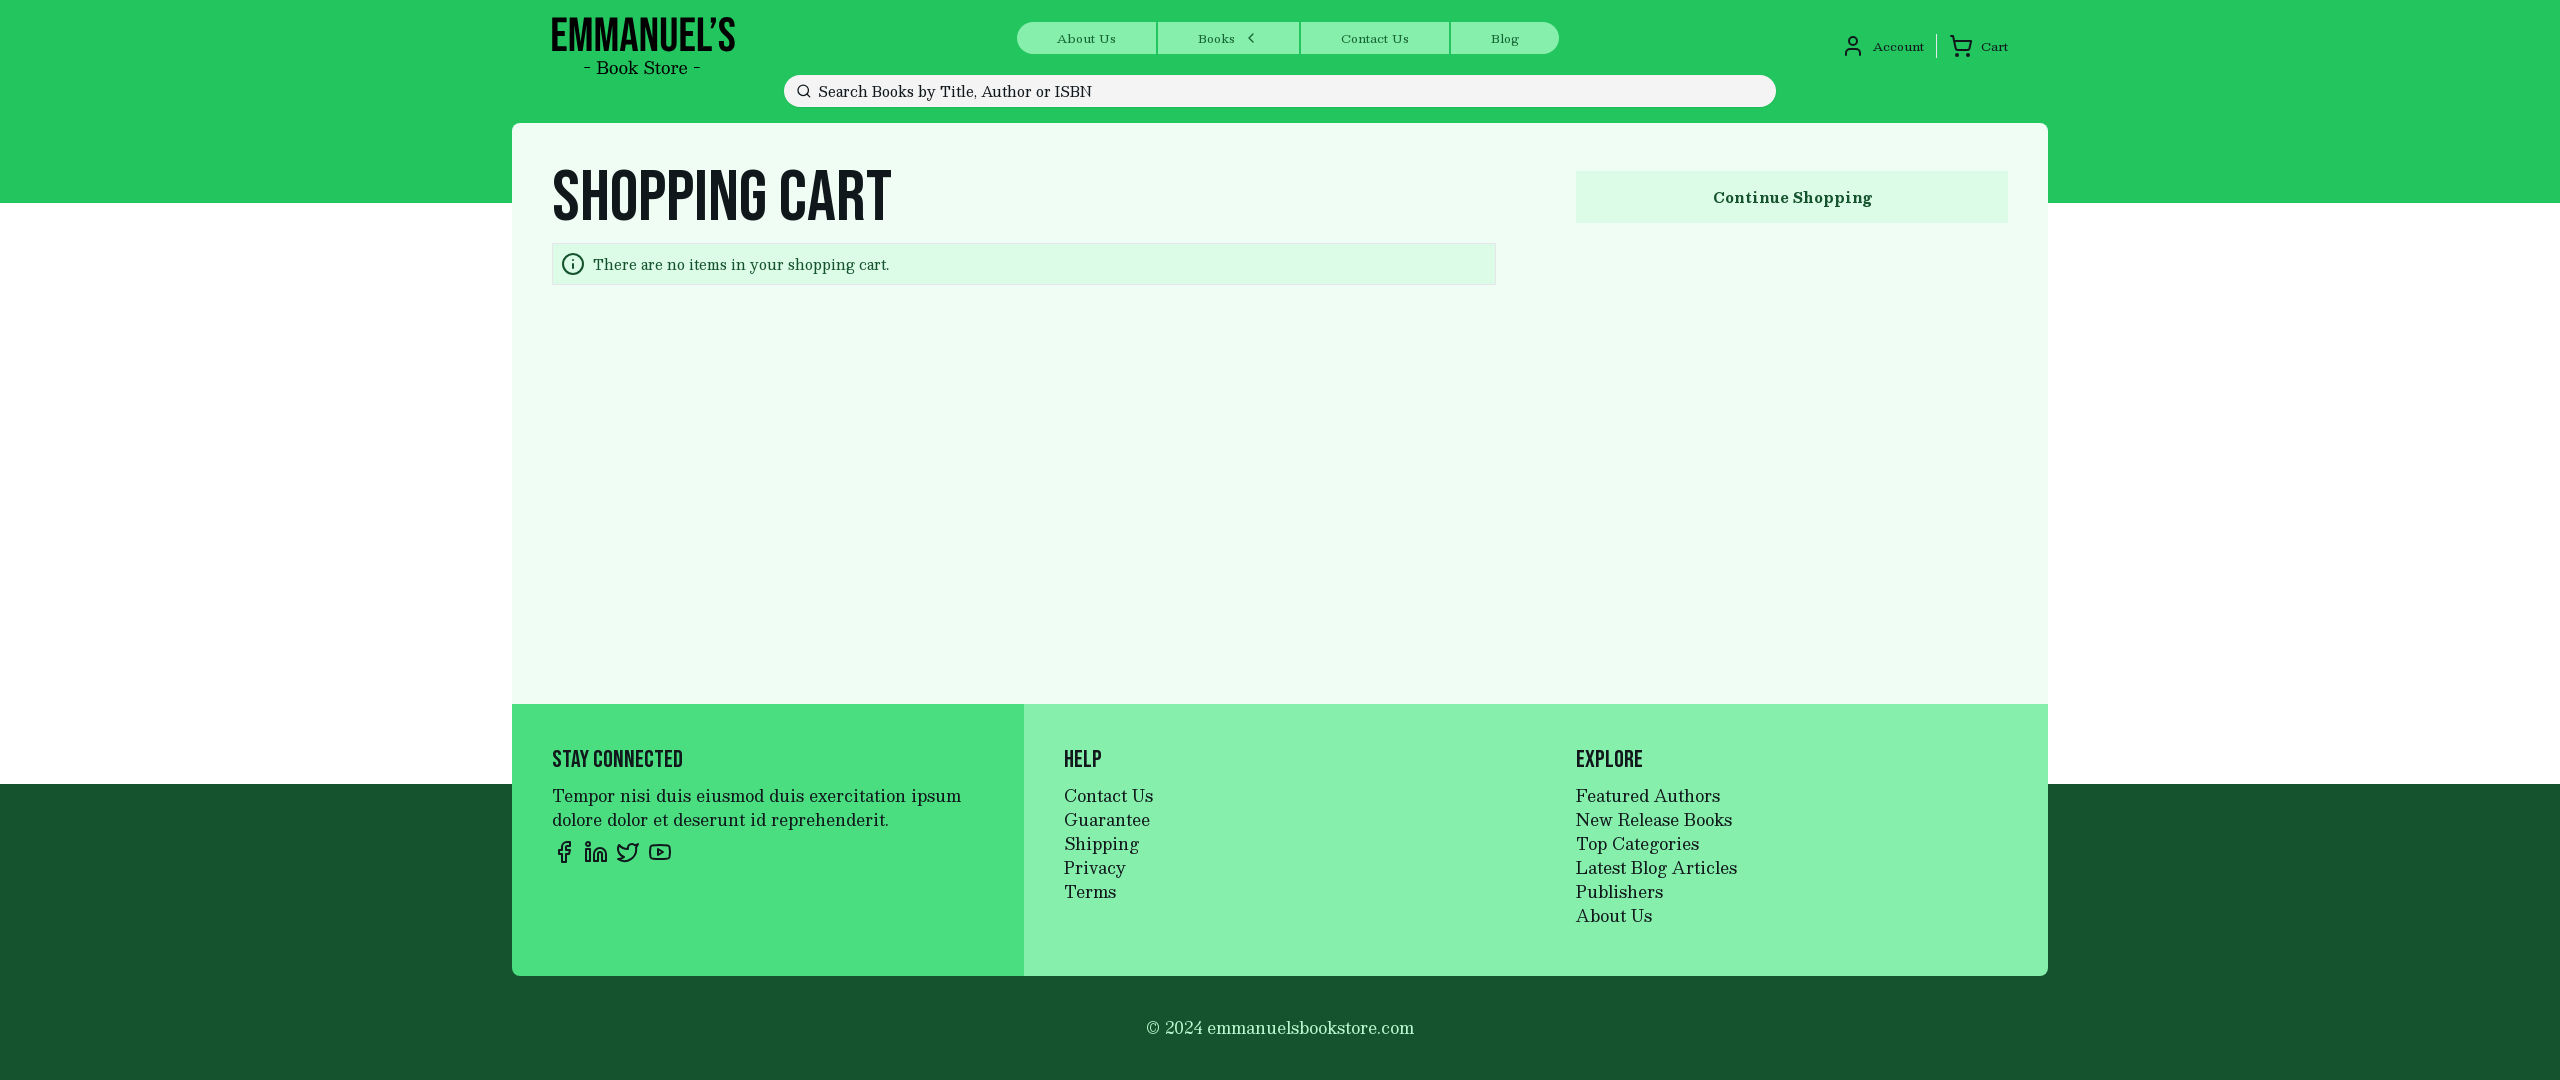 EMMANUEL'S
- Book Store -
About Us
Books
Contact Us
Blog
Account
Cart
Search Books by Title, Author or ISBN
SHOPPING CART
Continue Shopping
There are no items in your shopping cart.
STAY CONNECTED
Tempor nisi duis eiusmod duis exercitation ipsum
dolore dolor et deserunt id reprehenderit.
HELP
Contact Us
Guarantee
Shipping
Privacy
Terms
EXPLORE
Featured Authors
New Release Books
Top Categories
Latest Blog Articles
Publishers
About Us
© 2024 emmanuelsbookstore.com